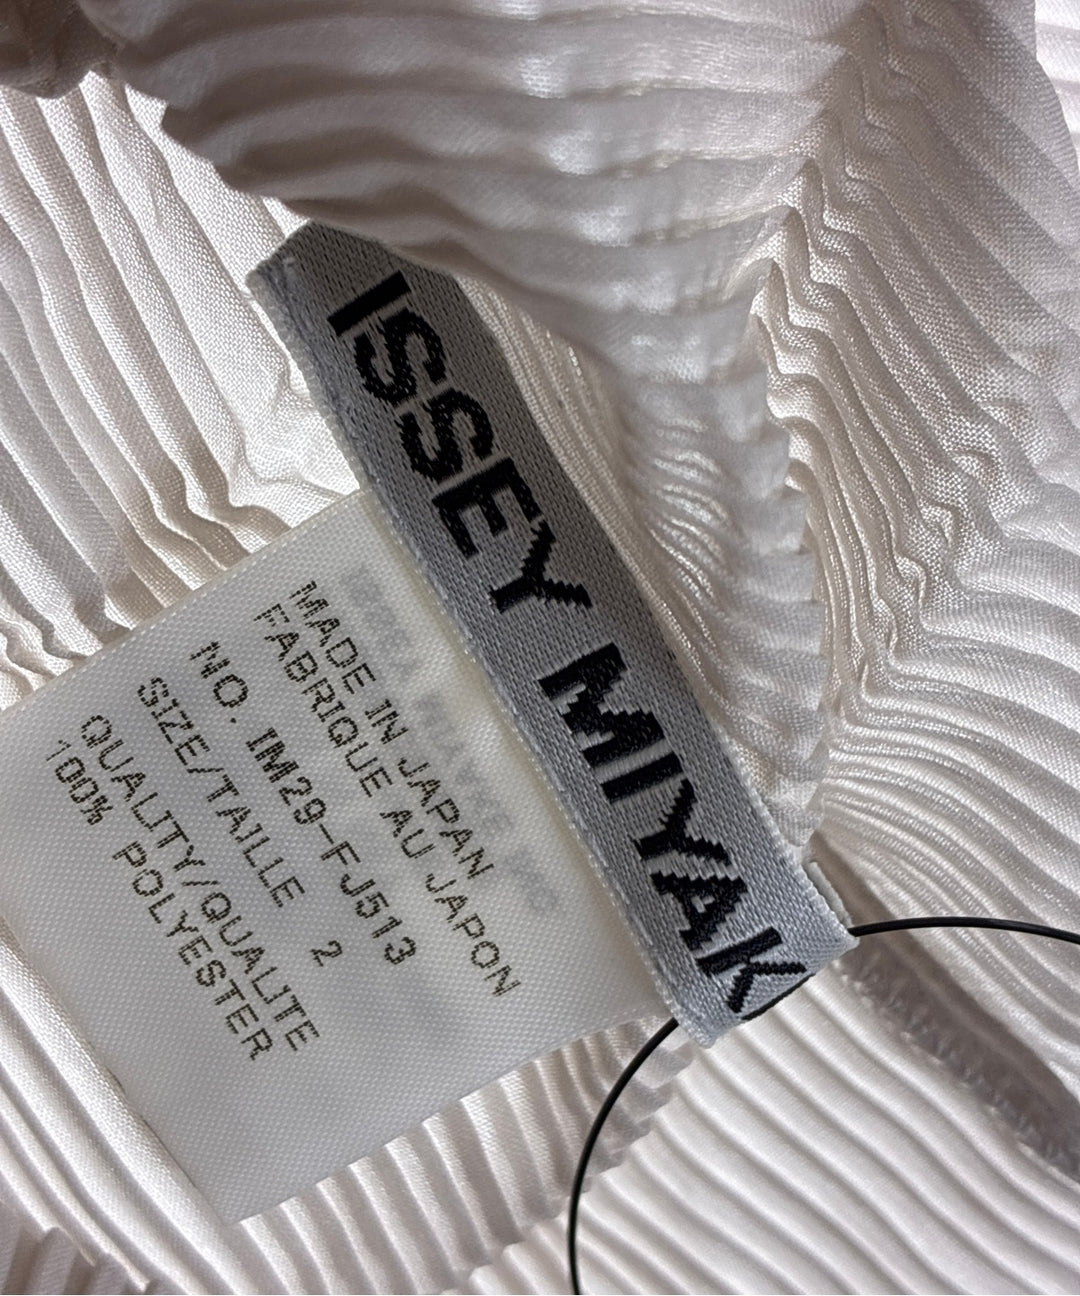 ISSEY MIYAK
MADE IN JAPAN
FABRIQUE AU JAPON
NO. IM29-FJ513
SIZE/TAILLE 2
QUALITY/QUALITE
100% POLYESTER